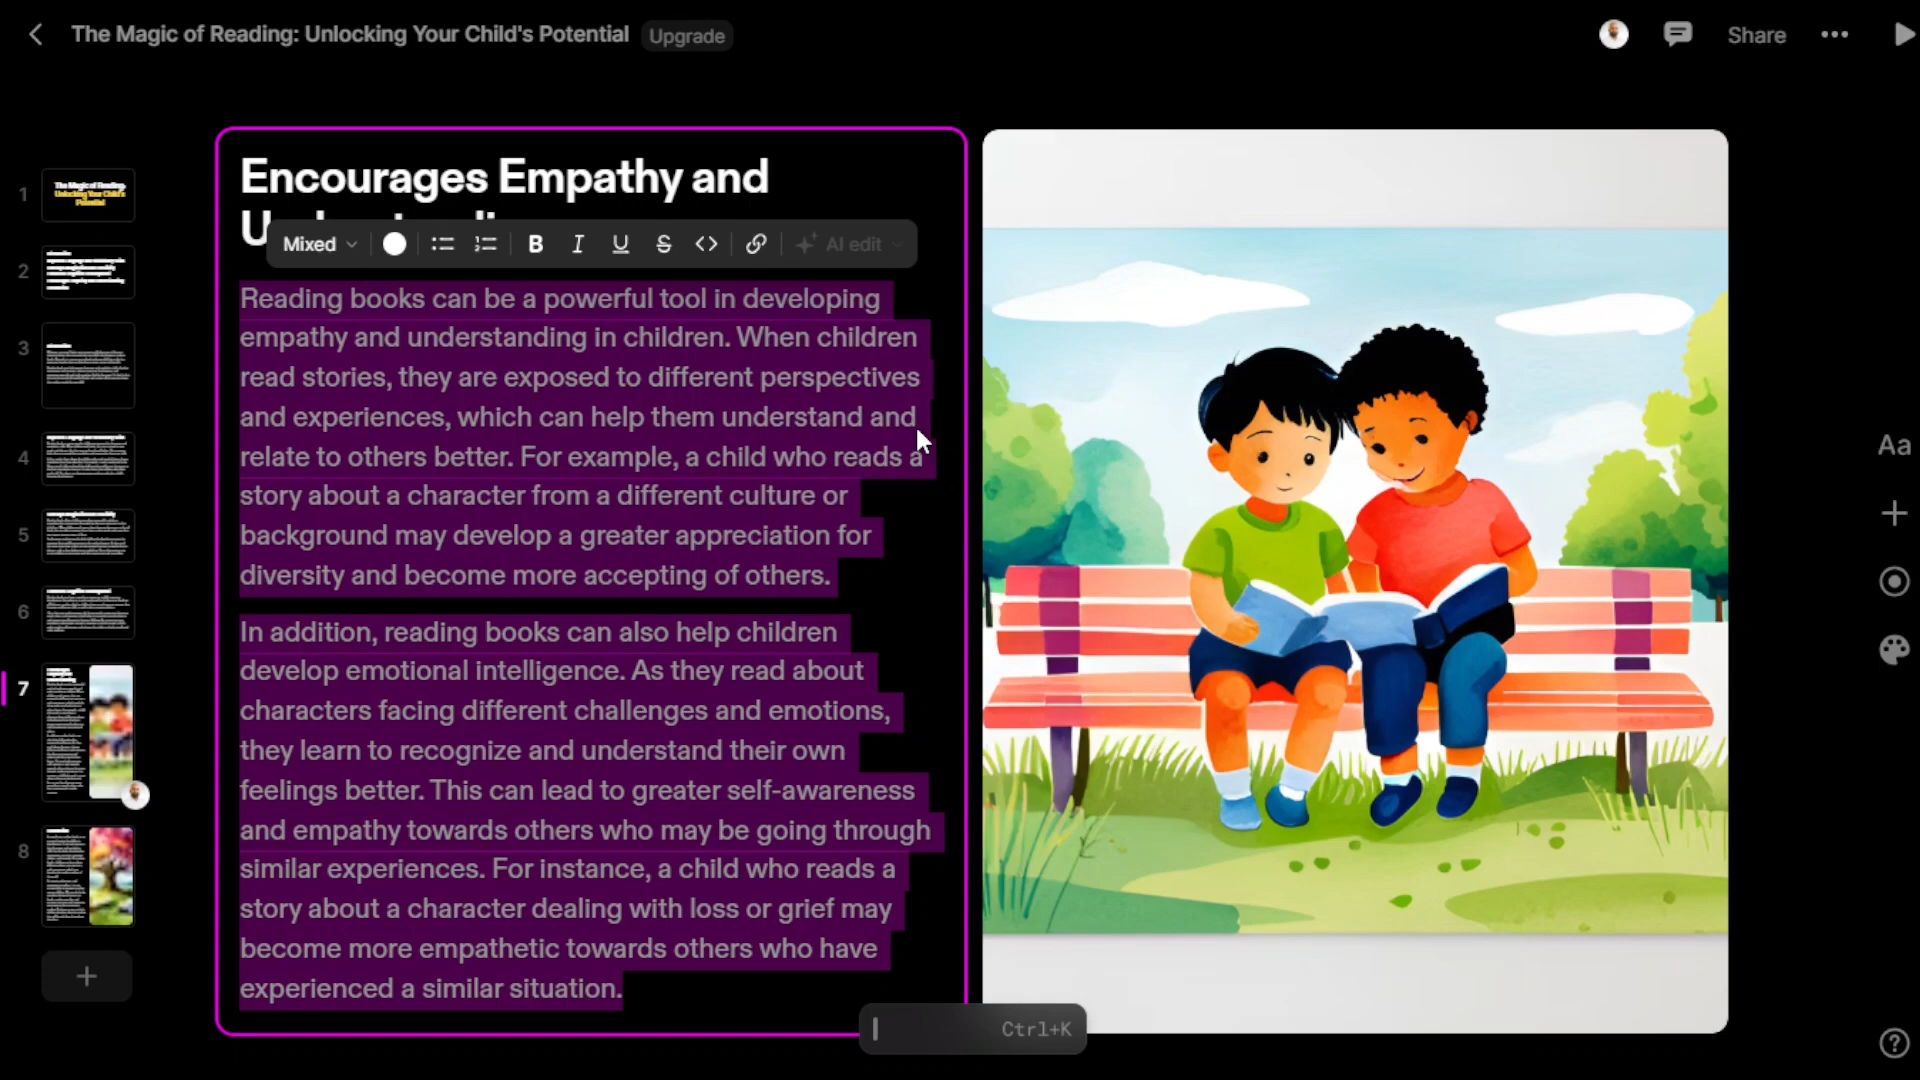 The Magic of Reading: Unlocking Your Child's Potential
Upgrade
Share
Encourages Empathy and
Mixed
B
I
U
S
AI edit
Reading books can be a powerful tool in developing
empathy and understanding in children. When children
read stories, they are exposed to different perspectives
and experiences, which can help them understand and
relate to others better. For example, a child who reads a
story about a character from a different culture or
background may develop a greater appreciation for
diversity and become more accepting of others.
In addition, reading books can also help children
develop emotional intelligence. As they read about
characters facing different challenges and emotions,
they learn to recognize and understand their own
feelings better. This can lead to greater self-awareness
and empathy towards others who may be going through
similar experiences. For instance, a child who reads a
story about a character dealing with loss or grief may
become more empathetic towards others who have
experienced a similar situation.
Ctrl+K
1
The Magic of Reading:
Unlocking Your Child's
Potential
2
3
4
5
6
7
8
Aa